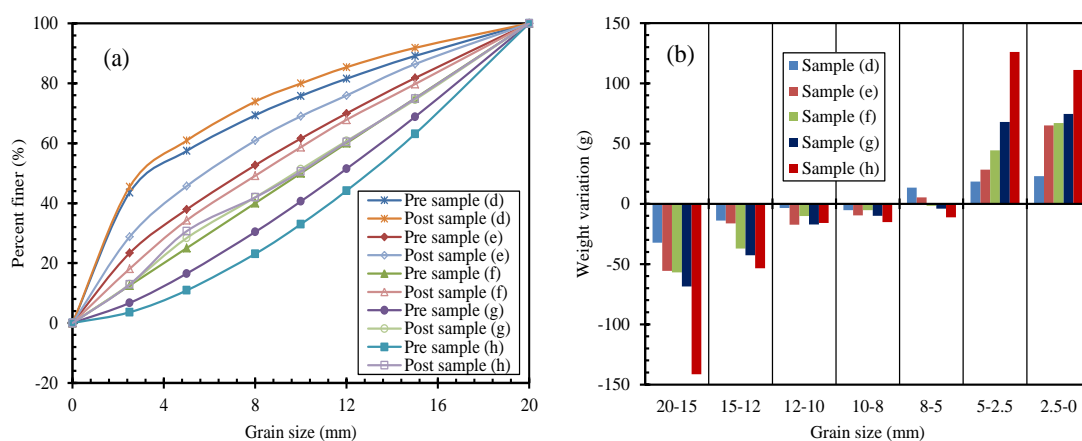 (a)
Percent finer (%)
100
80
60
40
20
0
-20
0 4 8 12 16 20
Grain size (mm)
Pre sample (d)
Post sample (d)
Pre sample (e)
Post sample (e)
Pre sample (f)
Post sample (f)
Pre sample (g)
Post sample (g)
Pre sample (h)
Post sample (h)
(b)
Weight variation (g)
150
100
50
0
-50
-100
-150
20-15 15-12 12-10 10-8 8-5 5-2.5 2.5-0
Grain size (mm)
Sample (d)
Sample (e)
Sample (f)
Sample (g)
Sample (h)